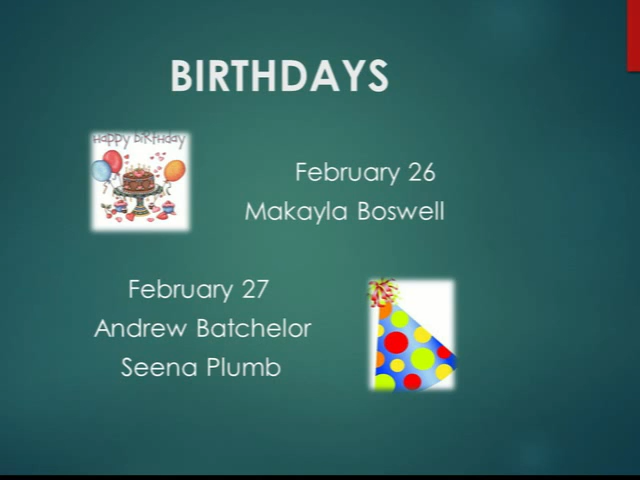 BIRTHDAYS
Happy Birthday
February 26
Makayla Boswell
February 27
Andrew Batchelor
Seena Plumb